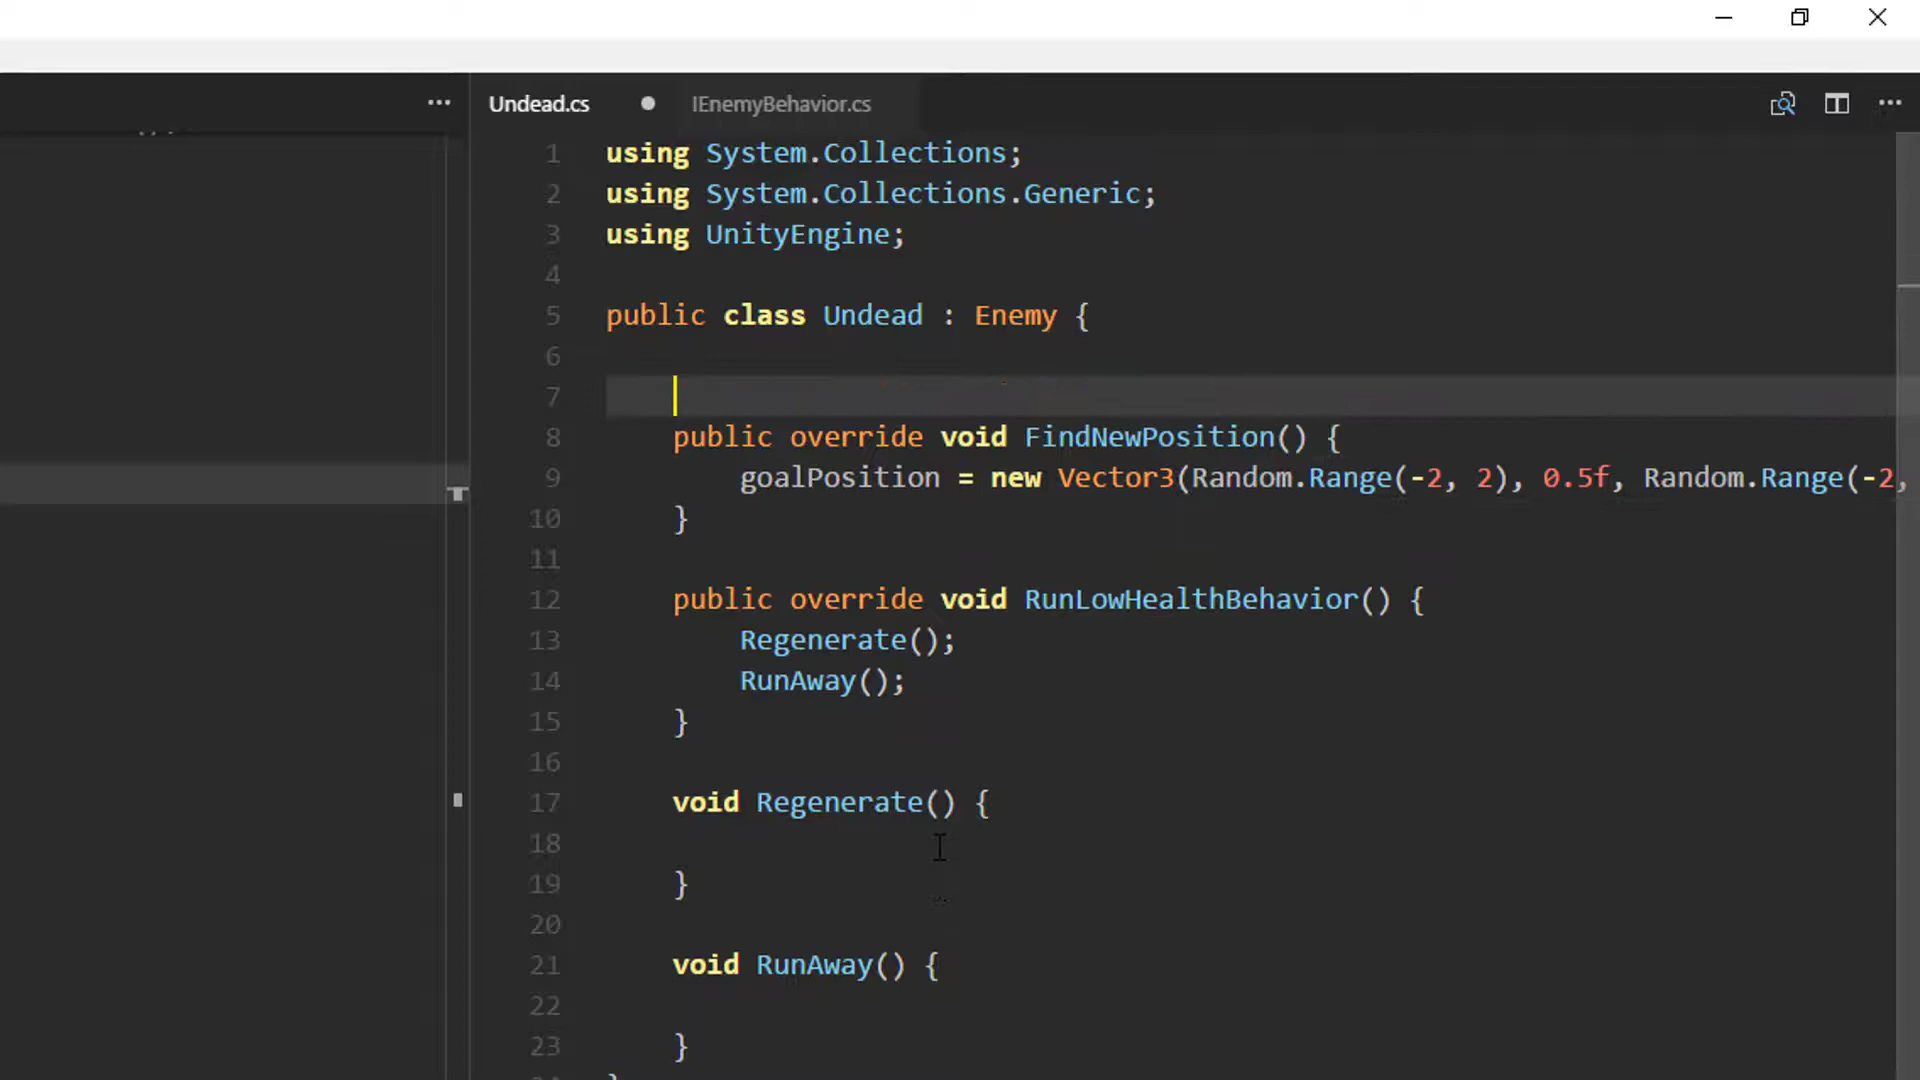 Undead.cs
IEnemyBehavior.cs
1 using System.Collections;
2 using System.Collections.Generic;
3 using UnityEngine;
4
5 public class Undead : Enemy {
6
7
8 public override void FindNewPosition() {
9 goalPosition = new Vector3(Random.Range(-2, 2), 0.5f, Random.Range(-2,
10 }
11
12 public override void RunLowHealthBehavior() {
13 Regenerate();
14 RunAway();
15 }
16
17 void Regenerate() {
18
19 }
20
21 void RunAway() {
22
23 }